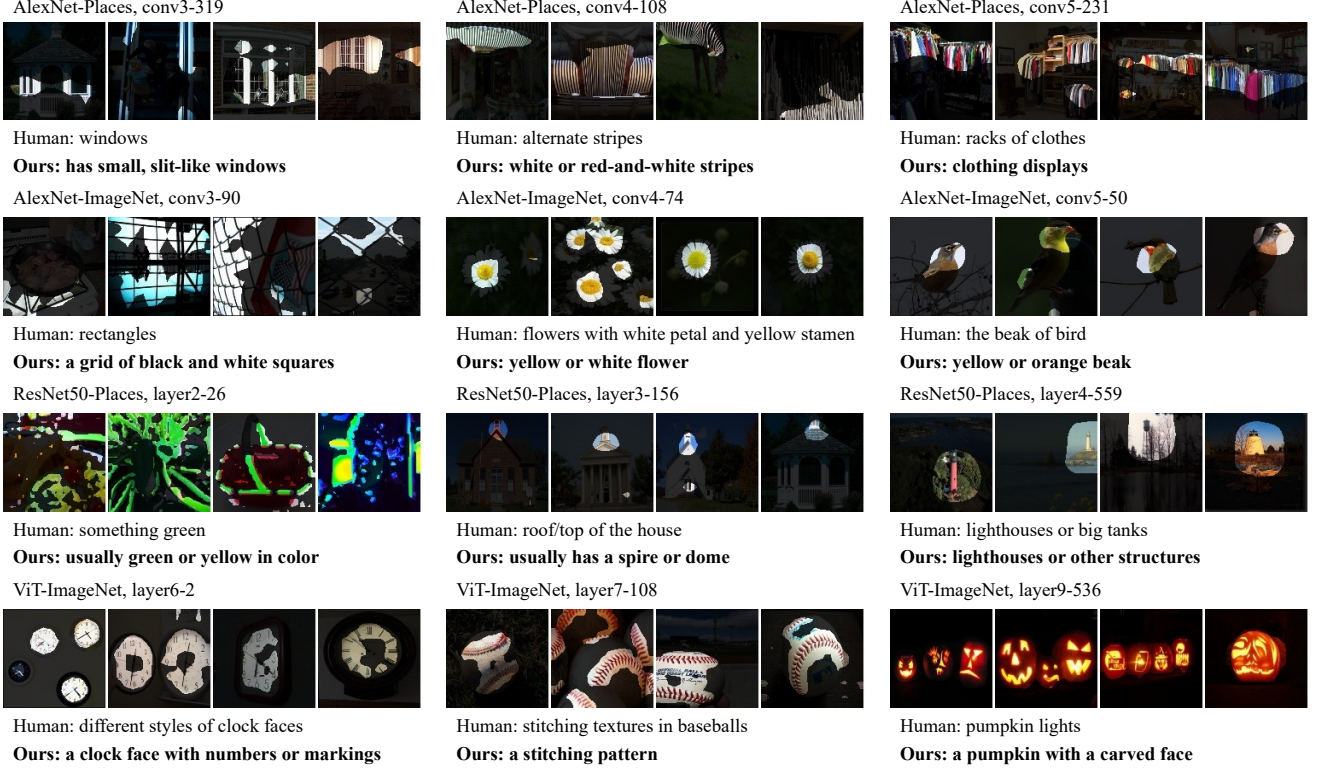 AlexNet-Places, conv3-319
AlexNet-Places, conv4-108
AlexNet-Places, conv5-231
Human: windows
Ours: has small, slit-like windows
Human: alternate stripes
Ours: white or red-and-white stripes
Human: racks of clothes
Ours: clothing displays
AlexNet-ImageNet, conv3-90
AlexNet-ImageNet, conv4-74
AlexNet-ImageNet, conv5-50
Human: rectangles
Ours: a grid of black and white squares
Human: flowers with white petal and yellow stamen
Ours: yellow or white flower
Human: the beak of bird
Ours: yellow or orange beak
ResNet50-Places, layer2-26
ResNet50-Places, layer3-156
ResNet50-Places, layer4-559
Human: something green
Ours: usually green or yellow in color
Human: roof/top of the house
Ours: usually has a spire or dome
Human: lighthouses or big tanks
Ours: lighthouses or other structures
ViT-ImageNet, layer6-2
ViT-ImageNet, layer7-108
ViT-ImageNet, layer9-536
Human: different styles of clock faces
Ours: a clock face with numbers or markings
Human: stitching textures in baseballs
Ours: a stitching pattern
Human: pumpkin lights
Ours: a pumpkin with a carved face